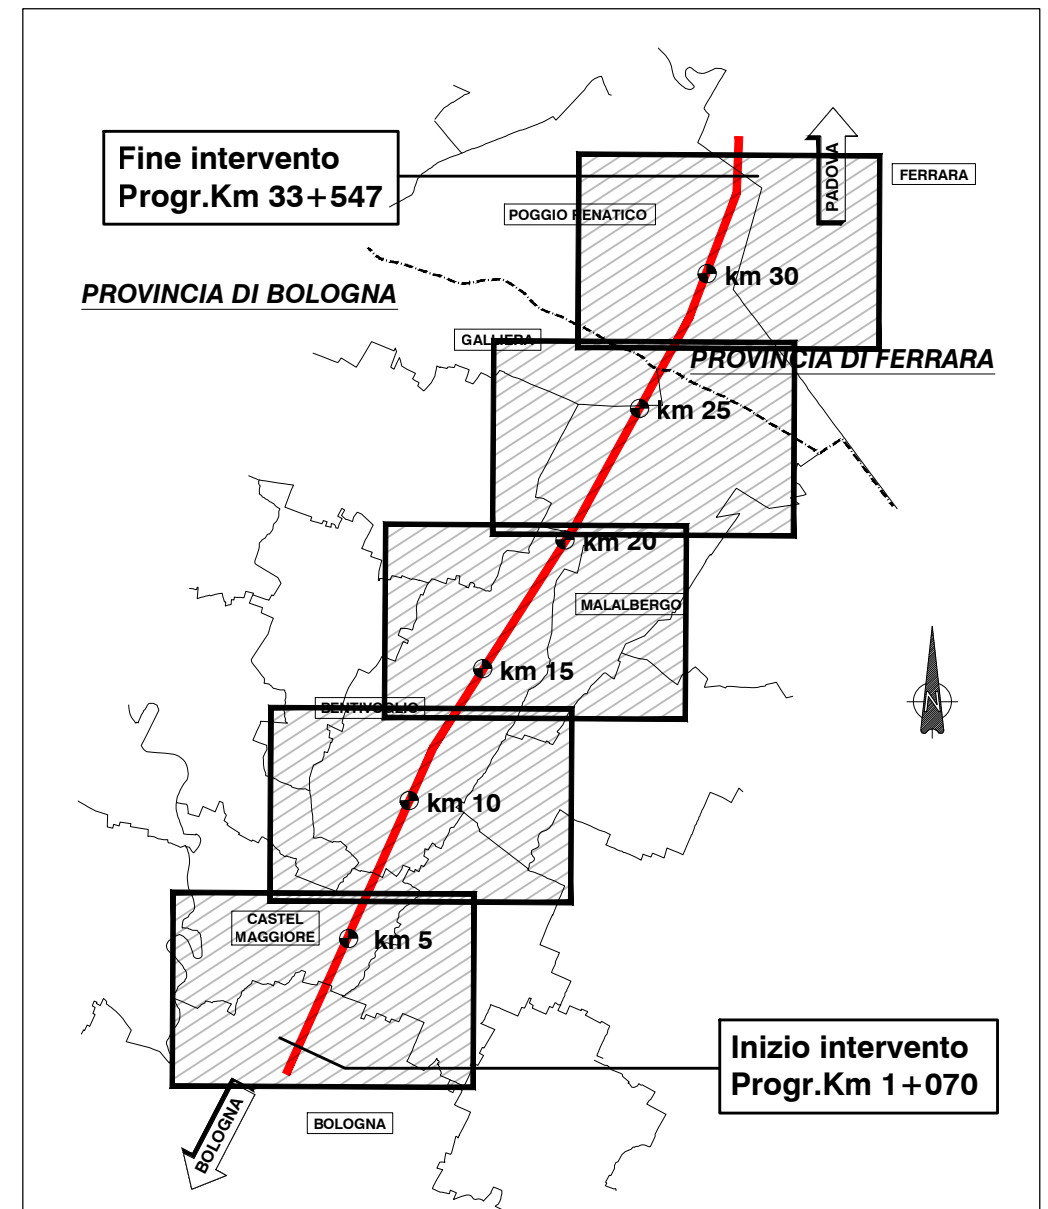 Fine intervento
Progr.Km 33+547
PADOVA
FERRARA
POGGIO RENATICO
km 30
PROVINCIA DI BOLOGNA
GALLIERA
PROVINCIA DI FERRARA
km 25
km 20
MALALBERGO
km 15
N
BENTIVOGLIO
km 10
CASTEL
MAGGIORE
km 5
Inizio intervento
Progr.Km 1+070
BOLOGNA
BOLOGNA